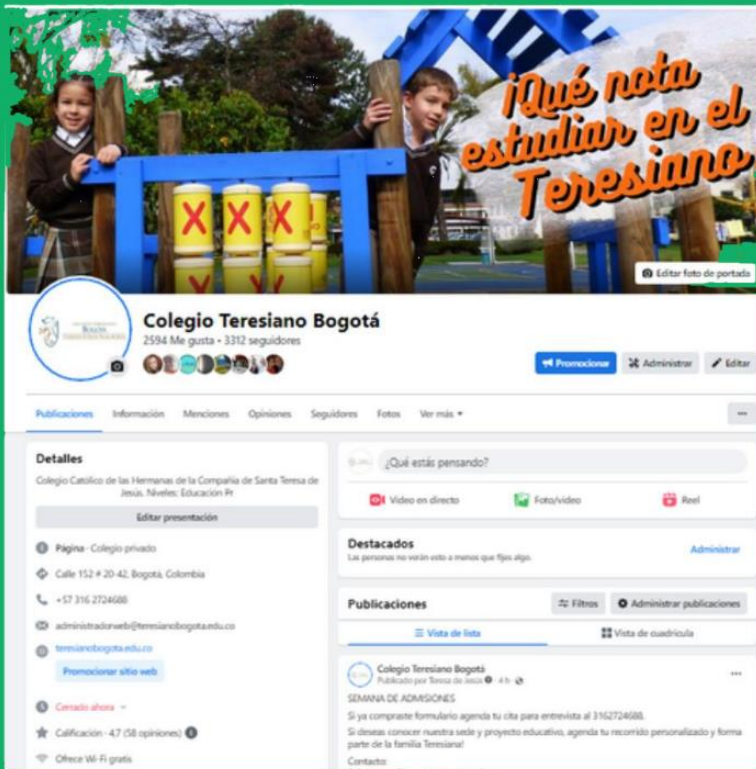 ¡Qué nota
estudiar en el
Teresiano
X X X
Editar foto de portada
Colegio Teresiano Bogotá
2594 Me gusta • 3312 seguidores
Promocionar
Administrar
Editar
Publicaciones Información Menciones Opiniones Seguidores Fotos Ver más
Detalles
Colegio Católico de las Hermanas de la Compañía de Santa Teresa de
Jesús. Niveles: Educación Pr
Editar presentación
Página · Colegio privado
Calle 152 # 20-42, Bogotá, Colombia
+57 316 2724688
administradorweb@teresianobogota.edu.co
teresianobogota.edu.co
Promocionar sitio web
Cerrado ahora
Calificación · 4,7 (58 opiniones)
Ofrece Wi-Fi gratis
¿Qué estás pensando?
Video en directo
Foto/video
Reel
Destacados
Las personas no verán esto a menos que fijes algo.
Administrar
Publicaciones
Filtros
Administrar publicaciones
Vista de lista
Vista de cuadrícula
Colegio Teresiano Bogotá
Publicado por Teresa de Jesús · 4 h ·
SEMANA DE ADMISIONES
Si ya compraste formulario agenda tu cita para entrevista al 3162724688.
Si deseas conocer nuestra sede y proyecto educativo, agenda tu recorrido personalizado y forma
parte de la familia Teresiana!
Contacto: